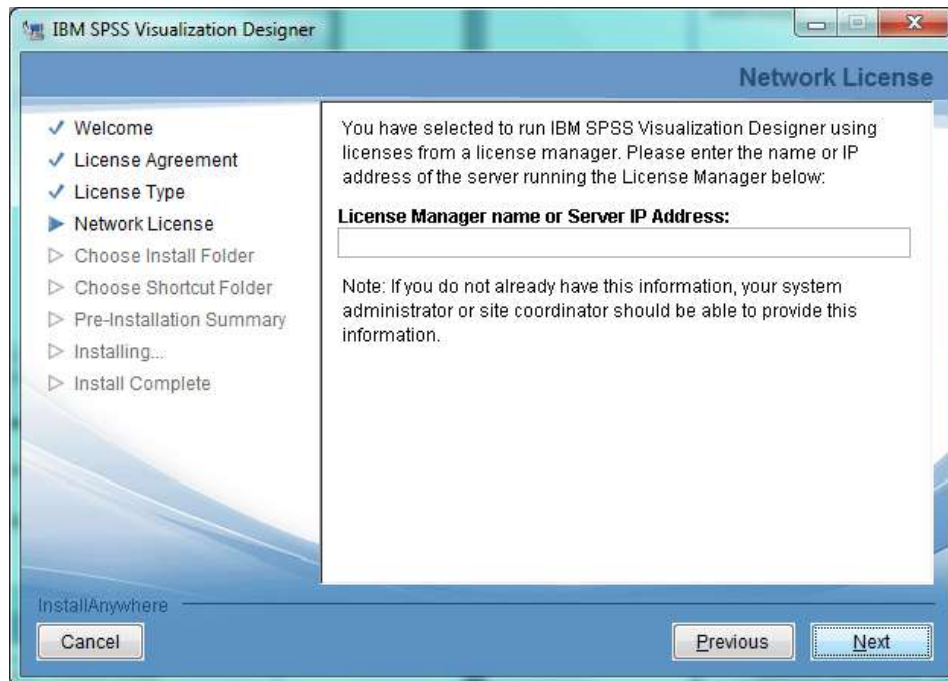 IBM SPSS Visualization Designer
Network License
Welcome
License Agreement
License Type
Network License
Choose Install Folder
Choose Shortcut Folder
Pre-Installation Summary
Installing...
Install Complete
You have selected to run IBM SPSS Visualization Designer using
licenses from a license manager. Please enter the name or IP
address of the server running the License Manager below:
License Manager name or Server IP Address:
Note: If you do not already have this information, your system
administrator or site coordinator should be able to provide this
information.
InstallAnywhere
Cancel
Previous
Next